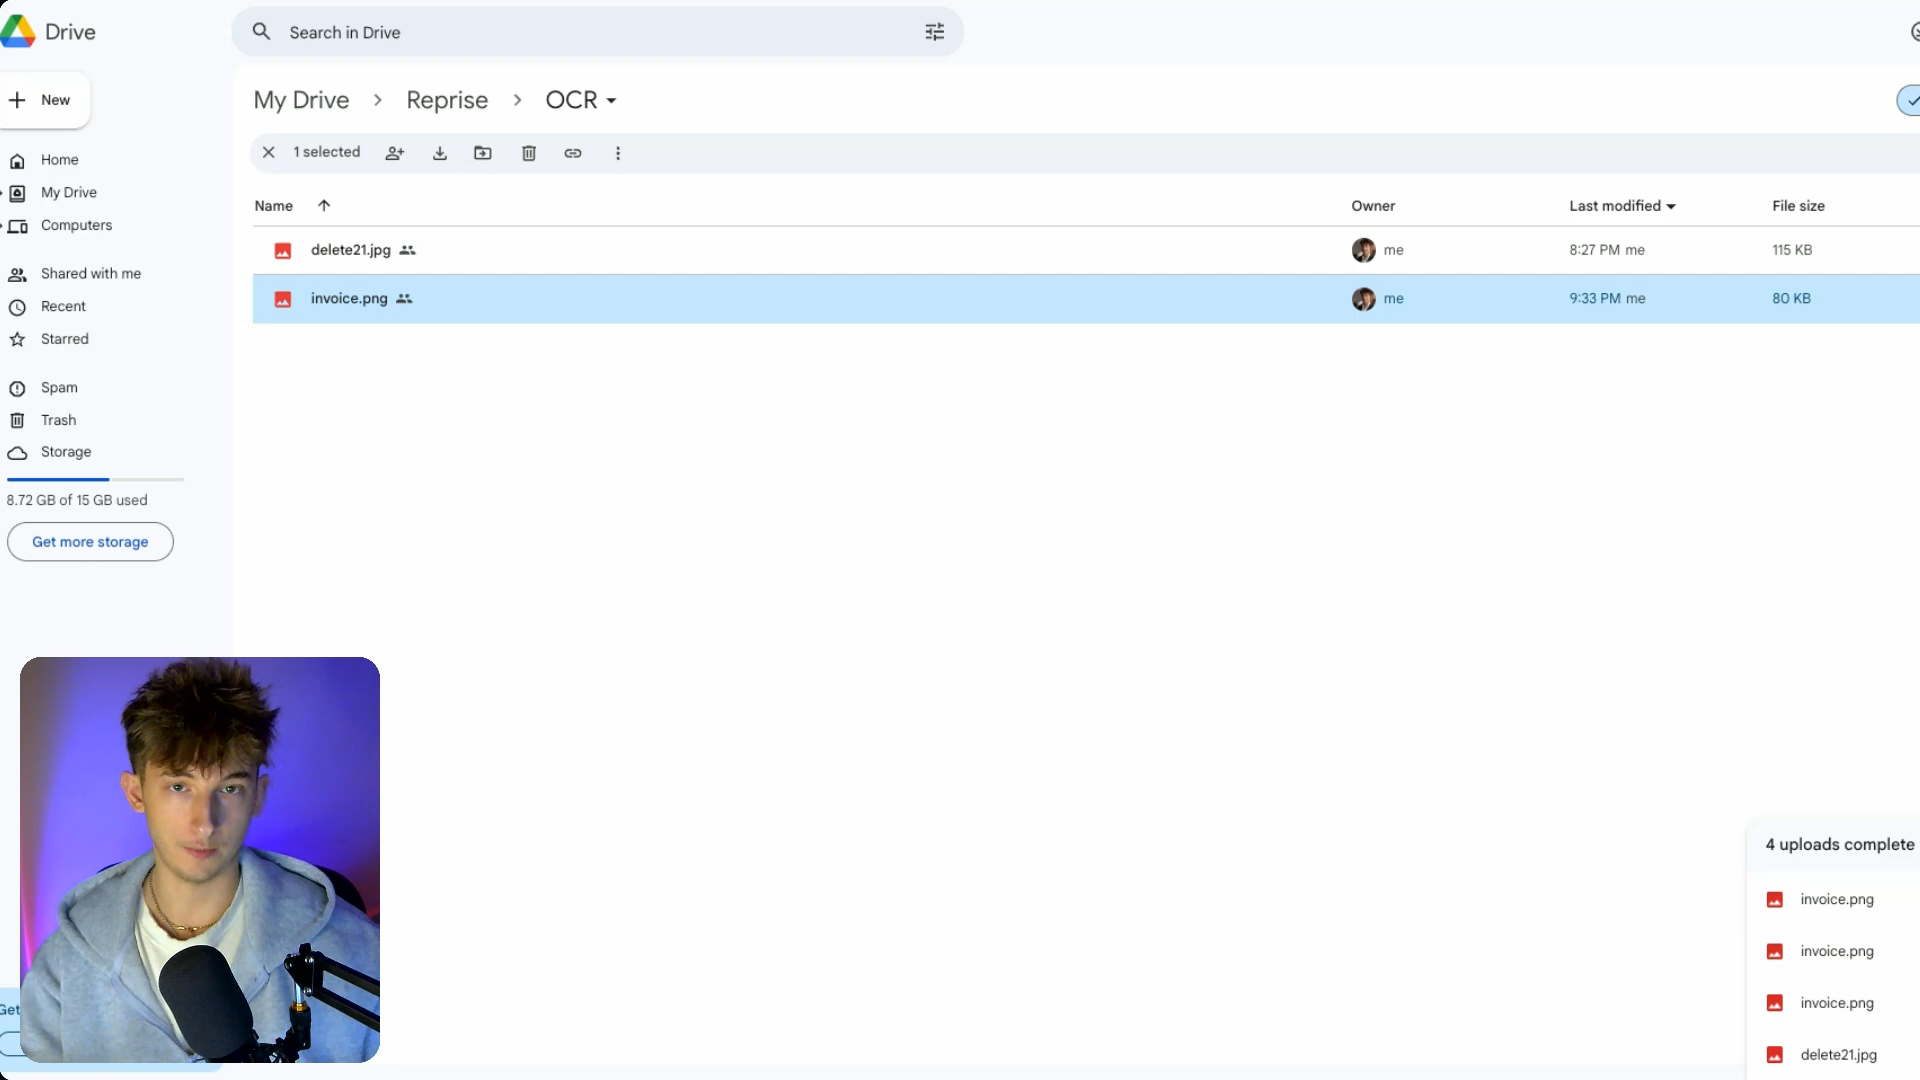 Drive
Search in Drive
New
My Drive
Reprise
OCR
1 selected
Home
My Drive
Computers
Shared with me
Recent
Starred
Spam
Trash
Storage
8.72 GB of 15 GB used
Get more storage
Name Owner Last modified File size
delete21.jpg me 8:27 PM me 115 KB
invoice.png me 9:33 PM me 80 KB
4 uploads complete
invoice.png
invoice.png
invoice.png
delete21.jpg
Get